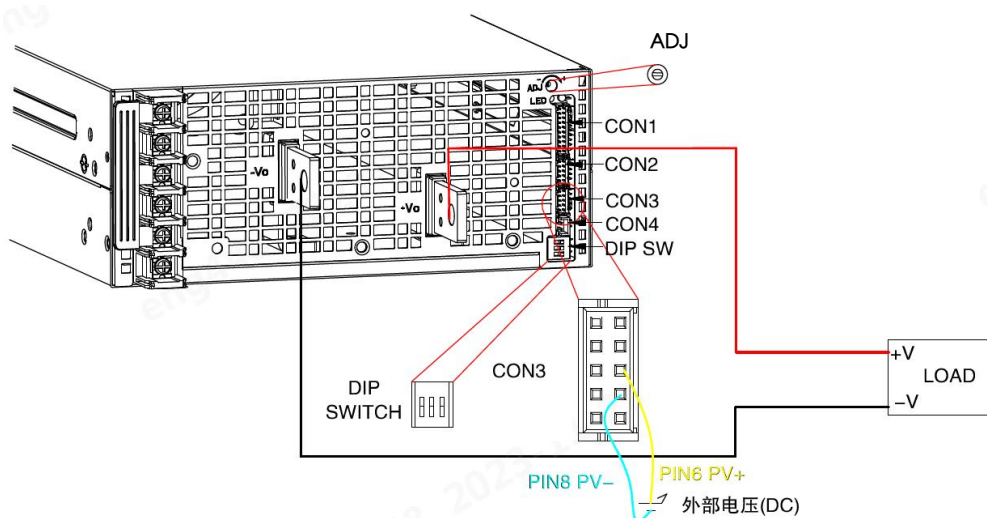 ADJ
ADJ
- +
LED
CON1
CON2
CON3
CON4
DIP SW
-Vo
+Vo
DIP
SWITCH
CON3
+V
LOAD
-V
PIN8 PV-
PIN6 PV+
外部电压(DC)